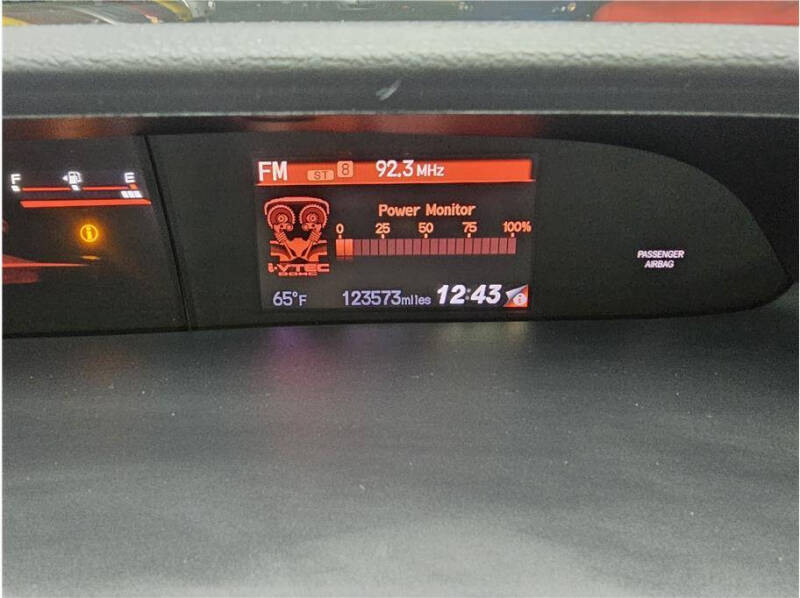 F E
FM ST 8 92.3 MHz
Power Monitor
0 25 50 75 100%
i-VTEC
DOHC
65°F 123573miles 12:43 i
i
PASSENGER
AIRBAG